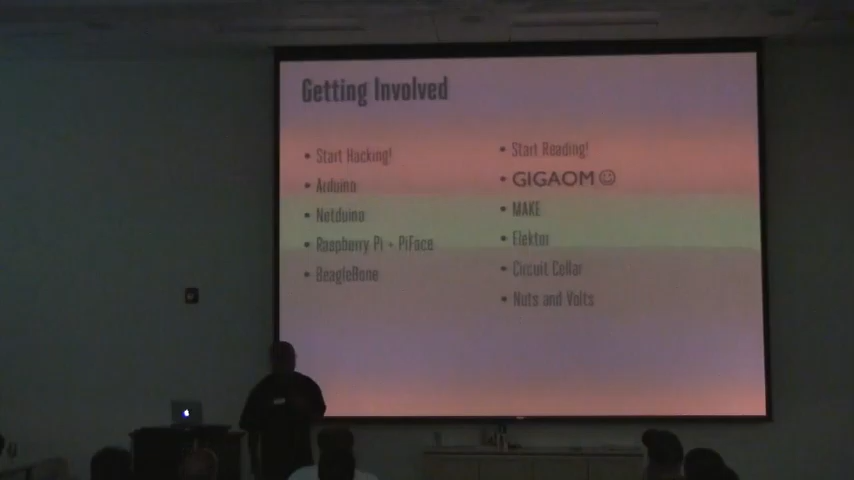 Getting Involved
• Start Hacking!
• Arduino
• Netduino
• Raspberry Pi + PiFace
• BeagleBone
• Start Reading!
• GIGAOM ☺
• MAKE
• Elektor
• Circuit Cellar
• Nuts and Volts